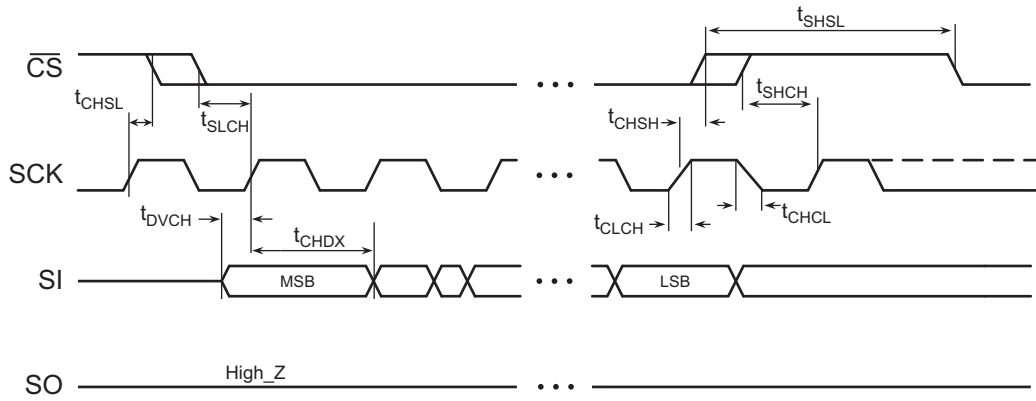 tSHSL
CS
tCHSL
tSLCH
tCHSH
tSHCH
SCK
tDVCH
tCHDX
tCLCH
tCHCL
SI
MSB
LSB
High_Z
SO